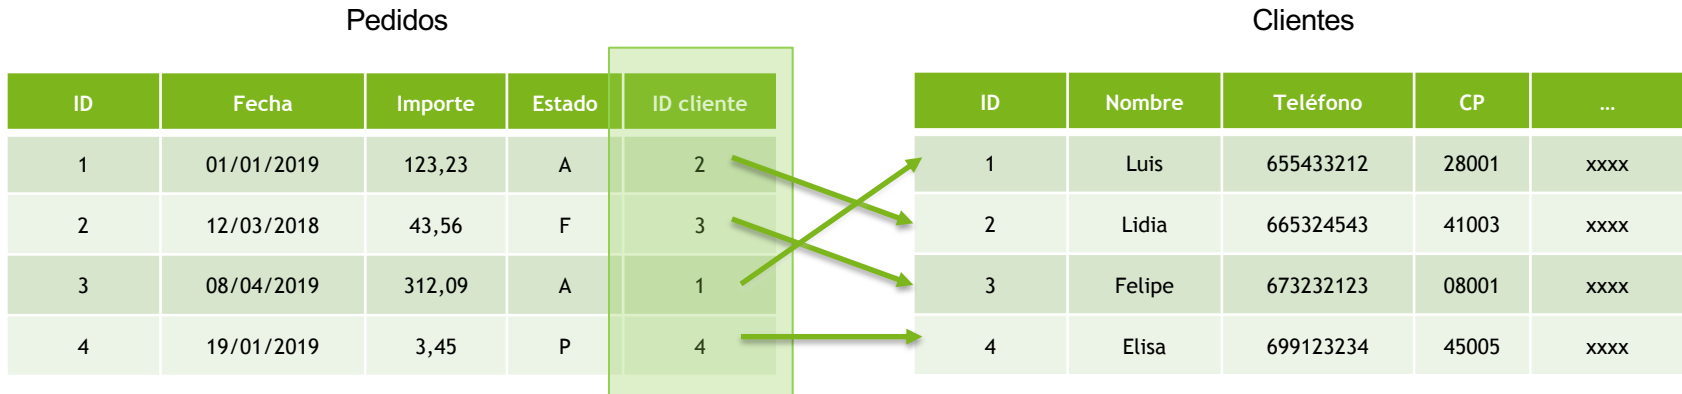 Pedidos
ID Fecha Importe Estado ID cliente
1 01/01/2019 123,23 A 2
2 12/03/2018 43,56 F 3
3 08/04/2019 312,09 A 1
4 19/01/2019 3,45 P 4
Clientes
ID Nombre Teléfono CP ...
1 Luis 655433212 28001 xxxx
2 Lidia 665324543 41003 xxxx
3 Felipe 673232123 08001 xxxx
4 Elisa 699123234 45005 xxxx